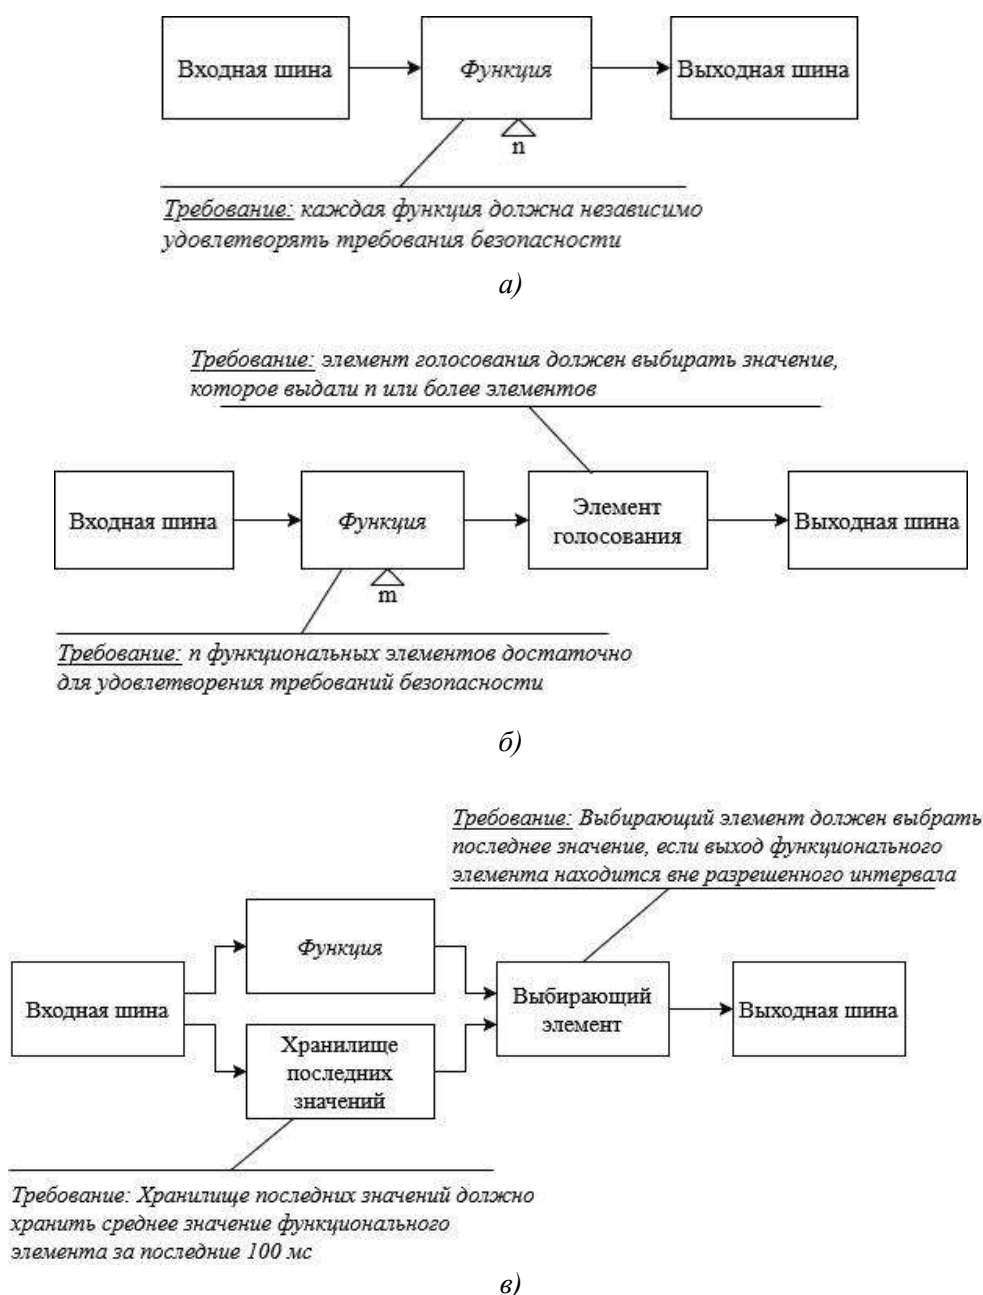 Входная шина
Функция
Выходная шина
n
Требование: каждая функция должна независимо
удовлетворять требования безопасности
а)
Требование: элемент голосования должен выбирать значение,
которое выдали n или более элементов
Входная шина
Функция
Элемент
голосования
Выходная шина
m
Требование: n функциональных элементов достаточно
для удовлетворения требований безопасности
б)
Требование: Выбирающий элемент должен выбрать
последнее значение, если выход функционального
элемента находится вне разрешенного интервала
Функция
Входная шина
Выбирающий
элемент
Выходная шина
Хранилище
последних
значений
Требование: Хранилище последних значений должно
хранить среднее значение функционального
элемента за последние 100 мс
в)